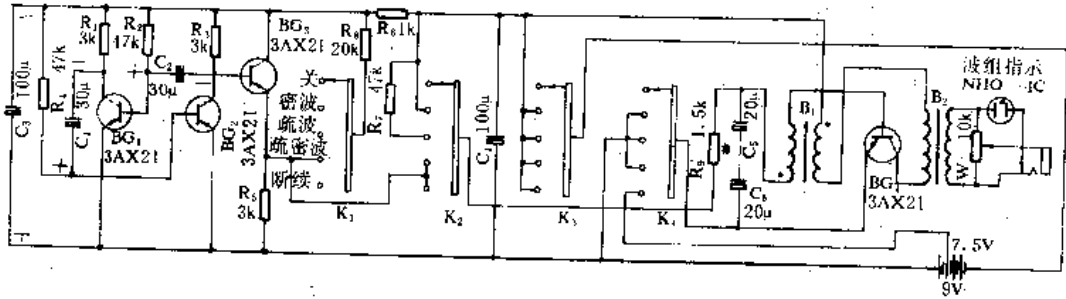 R₁
3k
R₂
47k
R₃
3k
BG₃
3AX21
R₈
20k
R₆ 1k
100μ
C₃
47k
R₄
30μ
C₁
C₂
30μ
BG₁
3AX21
BG₂
3AX21
R₅
3k
关
密波
疏波
疏密波
断续
K₁
47k
R₇
K₂
100μ
K₃
K₄
1.5k
R₉
20μ
C₅
C₆
20μ
B₁
BG
3AX21
B₂
10k
W
波组指示
NHO-IC
7.5V
9V